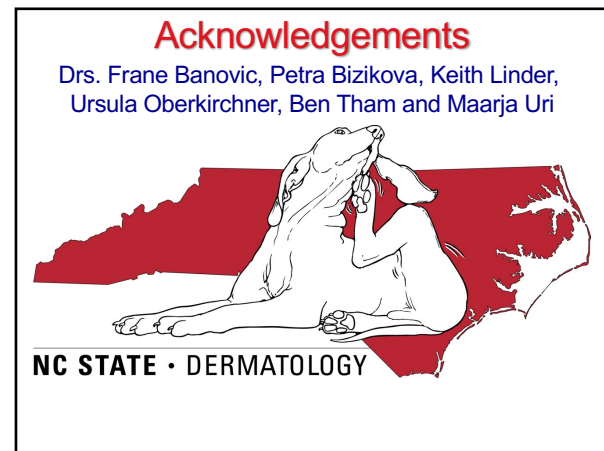 Acknowledgements
Drs. Frane Banovic, Petra Bizikova, Keith Linder,
Ursula Oberkirchner, Ben Tham and Maarja Uri
NC STATE • DERMATOLOGY